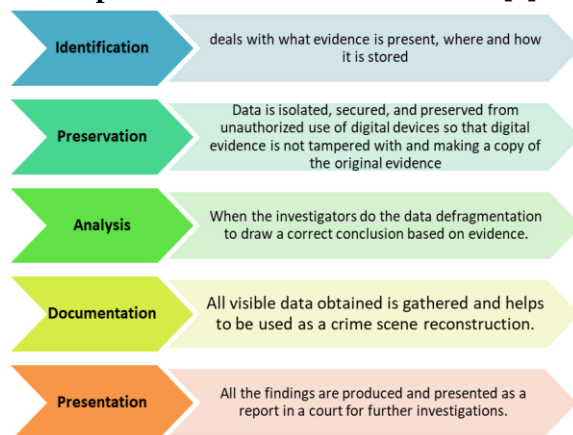 Identification
deals with what evidence is present, where and how
it is stored
Preservation
Data is isolated, secured, and preserved from
unauthorized use of digital devices so that digital
evidence is not tampered with and making a copy
of the original evidence
Analysis
When the investigators do the data defragmentation
to draw a correct conclusion based on evidence.
Documentation
All visible data obtained is gathered and helps
to be used as a crime scene reconstruction.
Presentation
All the findings are produced and presented as a
report in a court for further investigations.